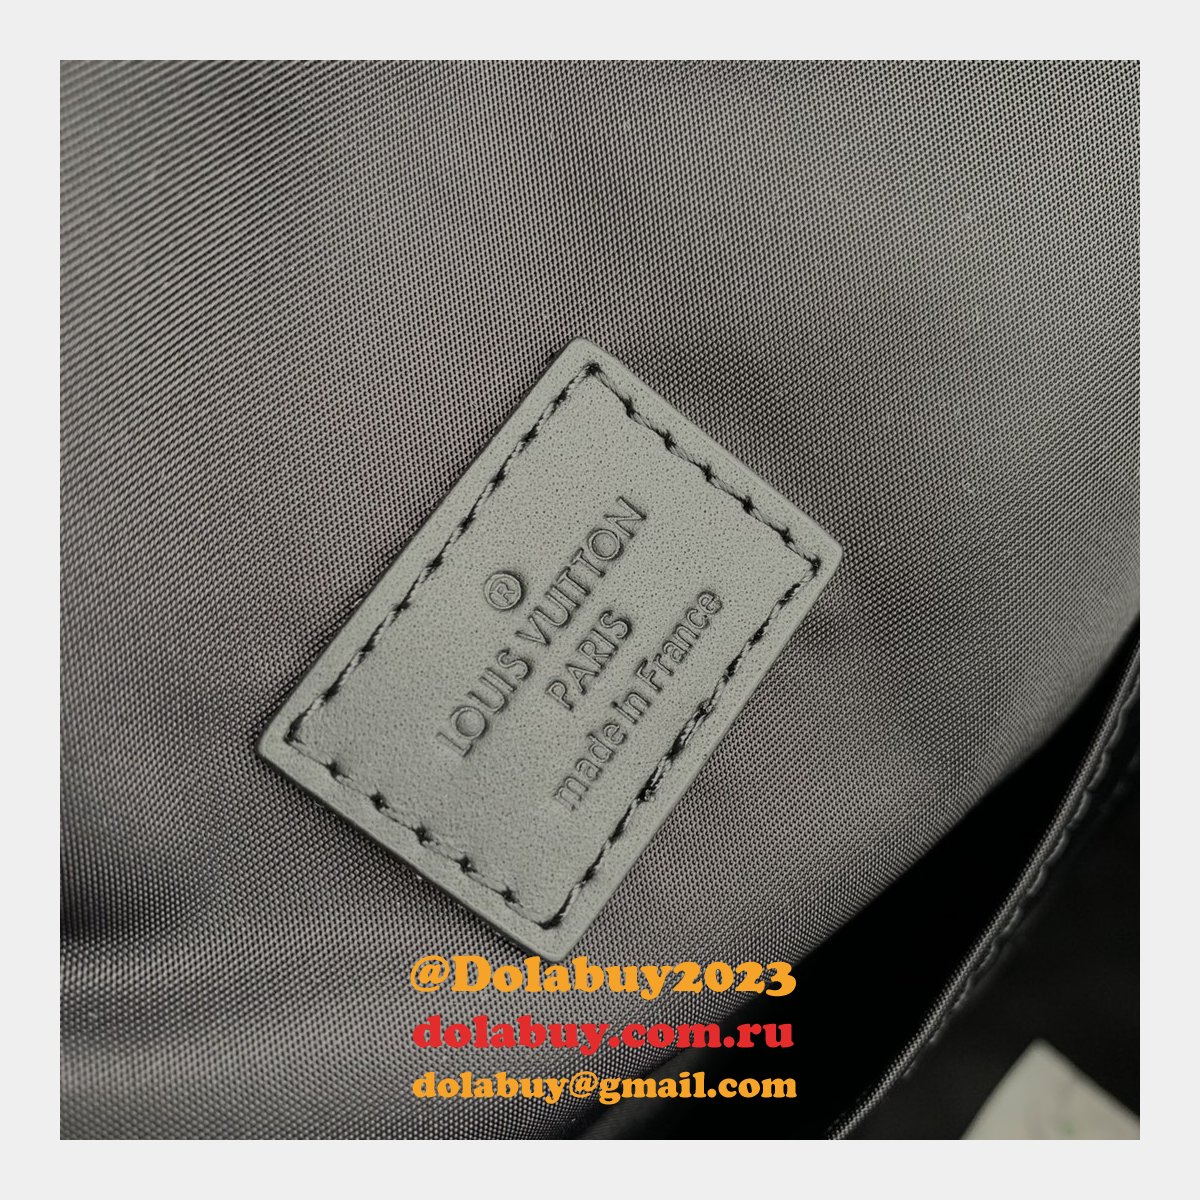 ®
LOUIS VUITTON
PARIS
made in France
@Dolabuy2023
dolabuy.com.ru
dolabuy@gmail.com